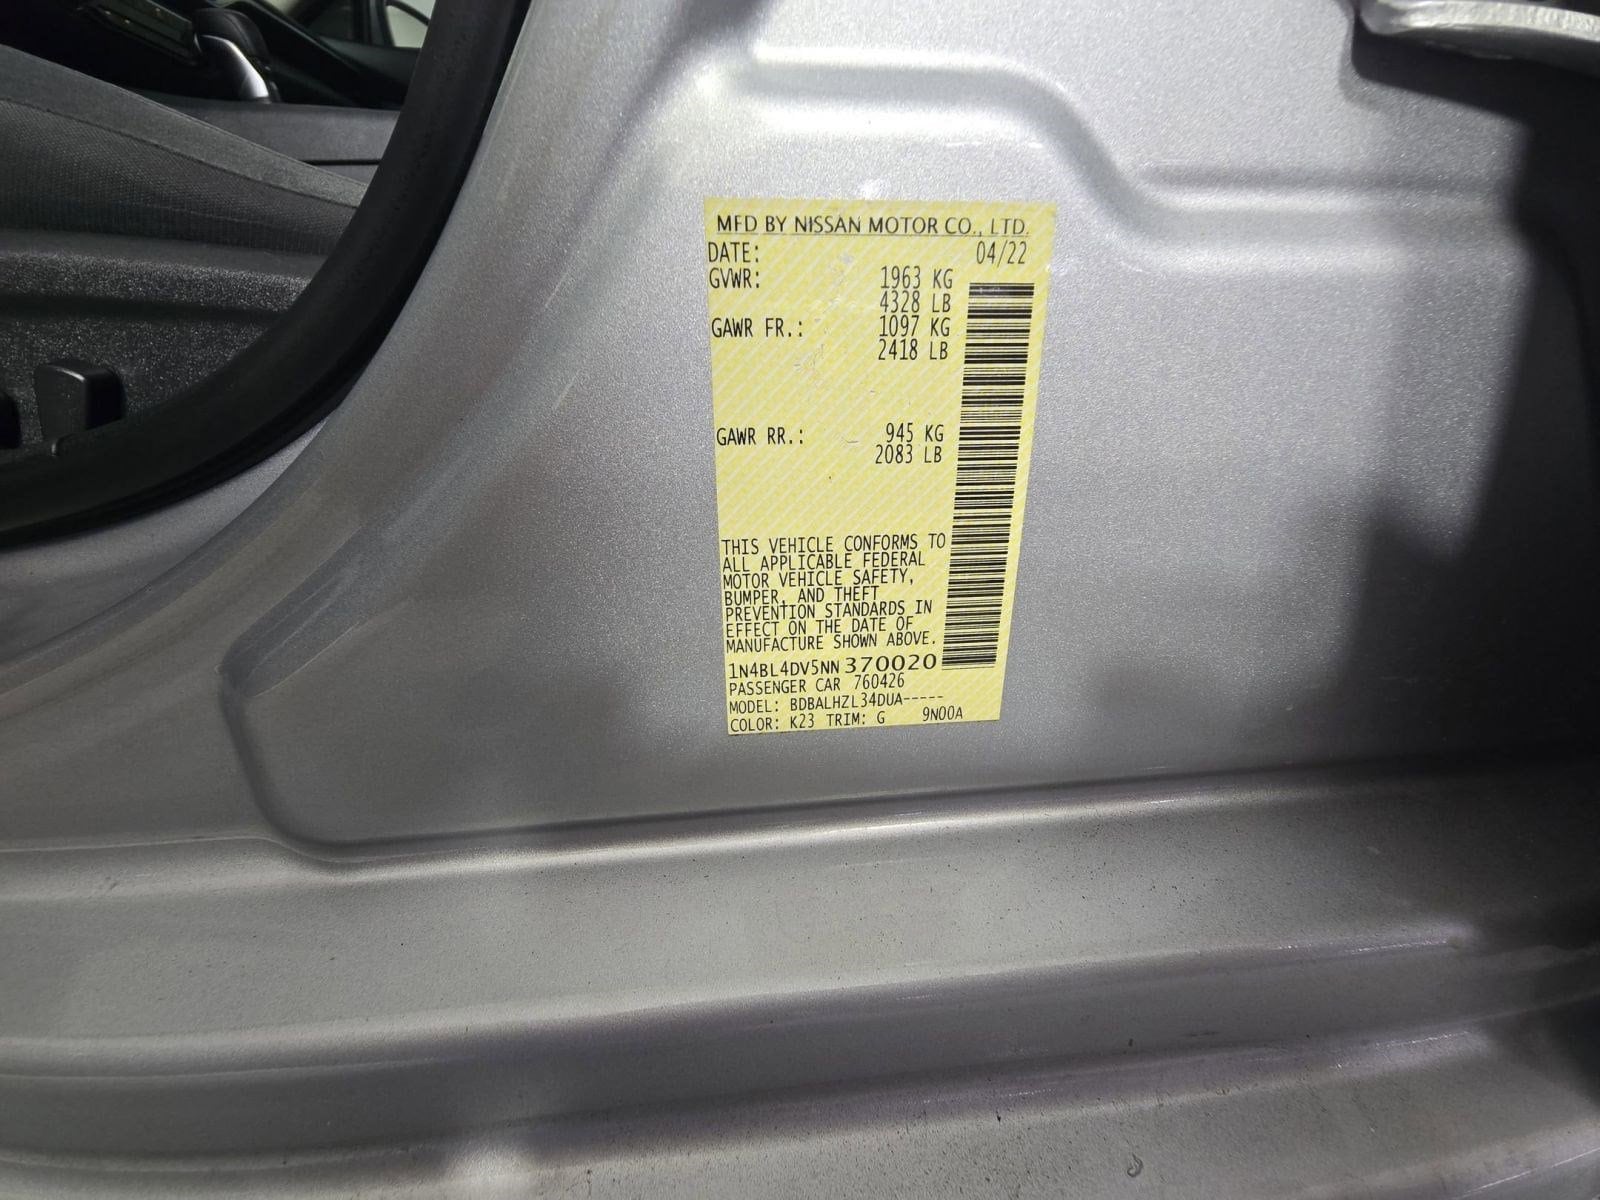 MFD BY NISSAN MOTOR CO., LTD.
DATE: 04/22
GVWR: 1963 KG
4328 LB
GAWR FR.: 1097 KG
2418 LB
GAWR RR.: 945 KG
2083 LB
THIS VEHICLE CONFORMS TO
ALL APPLICABLE FEDERAL
MOTOR VEHICLE SAFETY,
BUMPER, AND THEFT
PREVENTION STANDARDS IN
EFFECT ON THE DATE OF
MANUFACTURE SHOWN ABOVE.
1N4BL4DV5NN370020
PASSENGER CAR 760426
MODEL: BDBALHZL34DUA-----
COLOR: K23 TRIM: G 9N00A